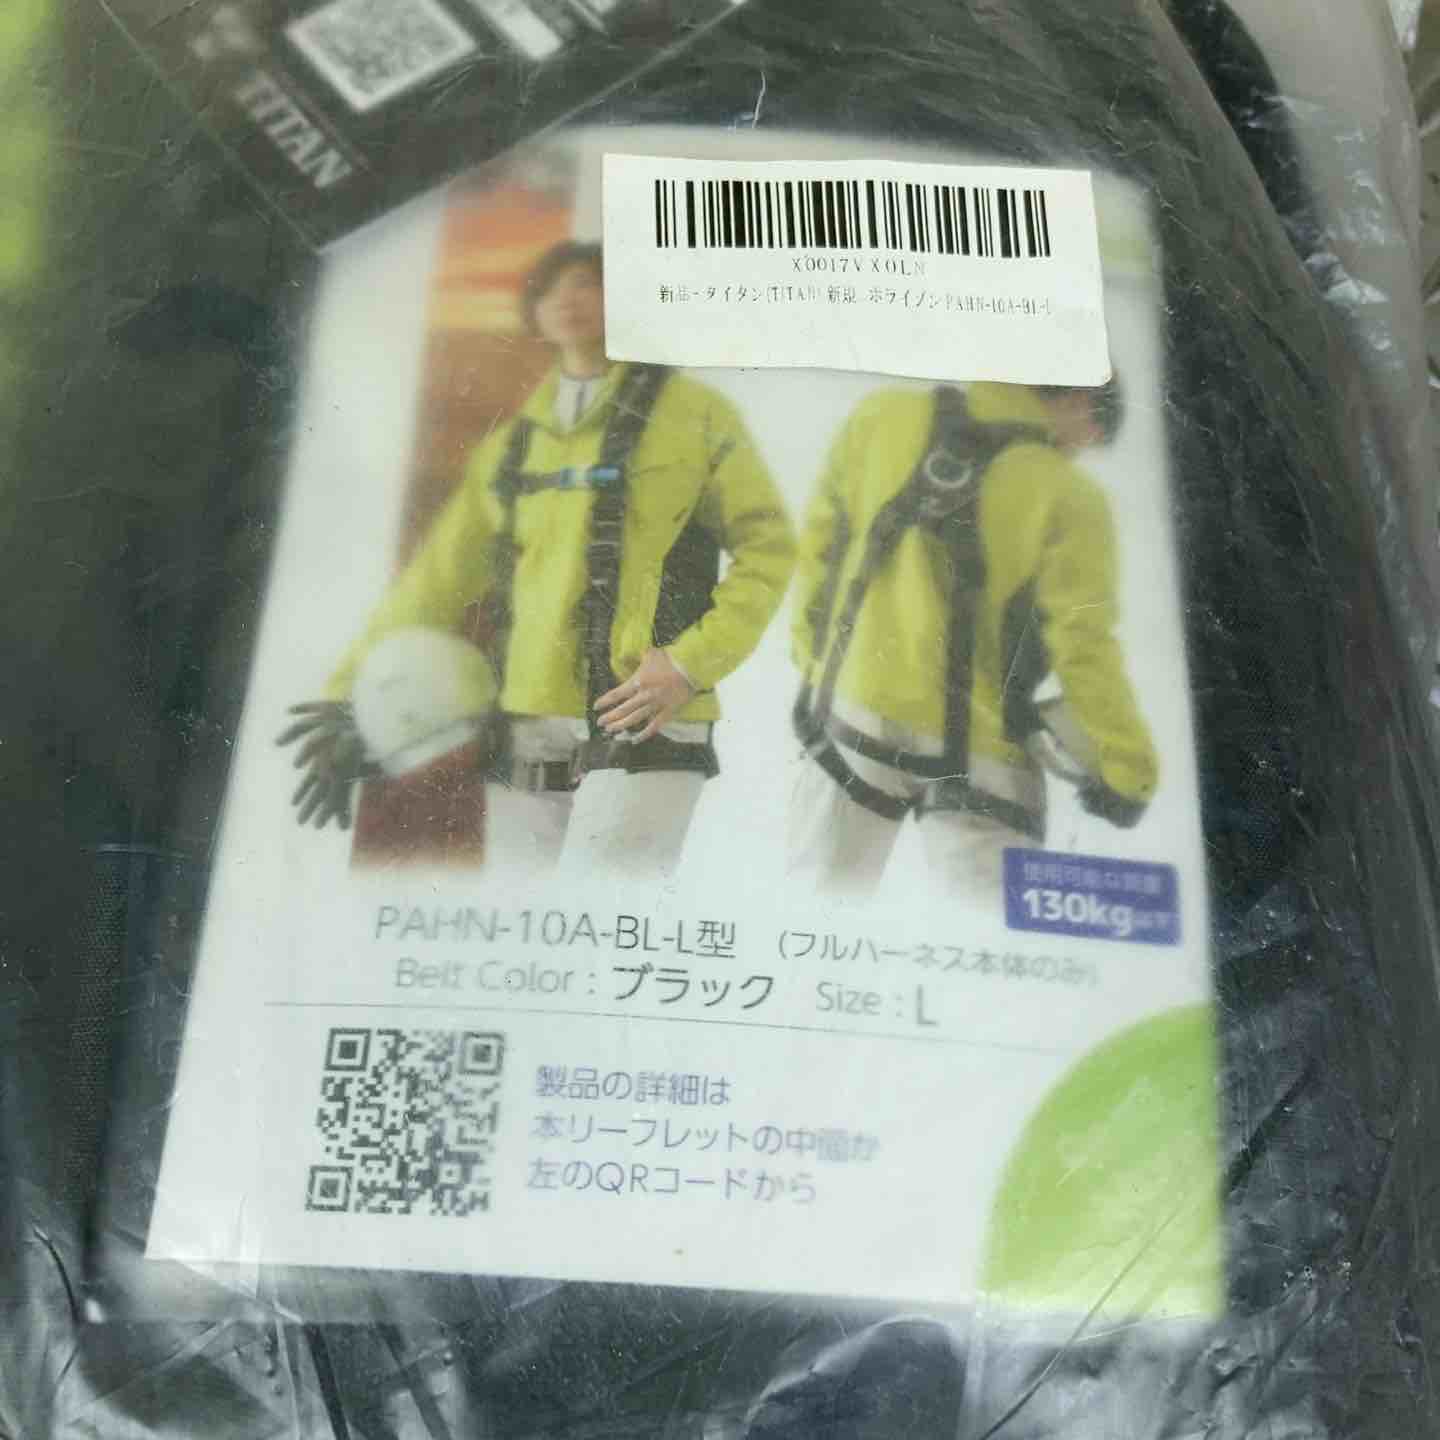 TITAN
X0017VXOLN
新品-タイタン(TITAN) 新規...ホライゾン PAHN-10A-BL-L
使用可能な質量
130kg以下
PAHN-10A-BL-L型 (フルハーネス本体のみ)
Belt Color : ブラック Size : L
製品の詳細は
本リーフレットの中面か
左のQRコードから